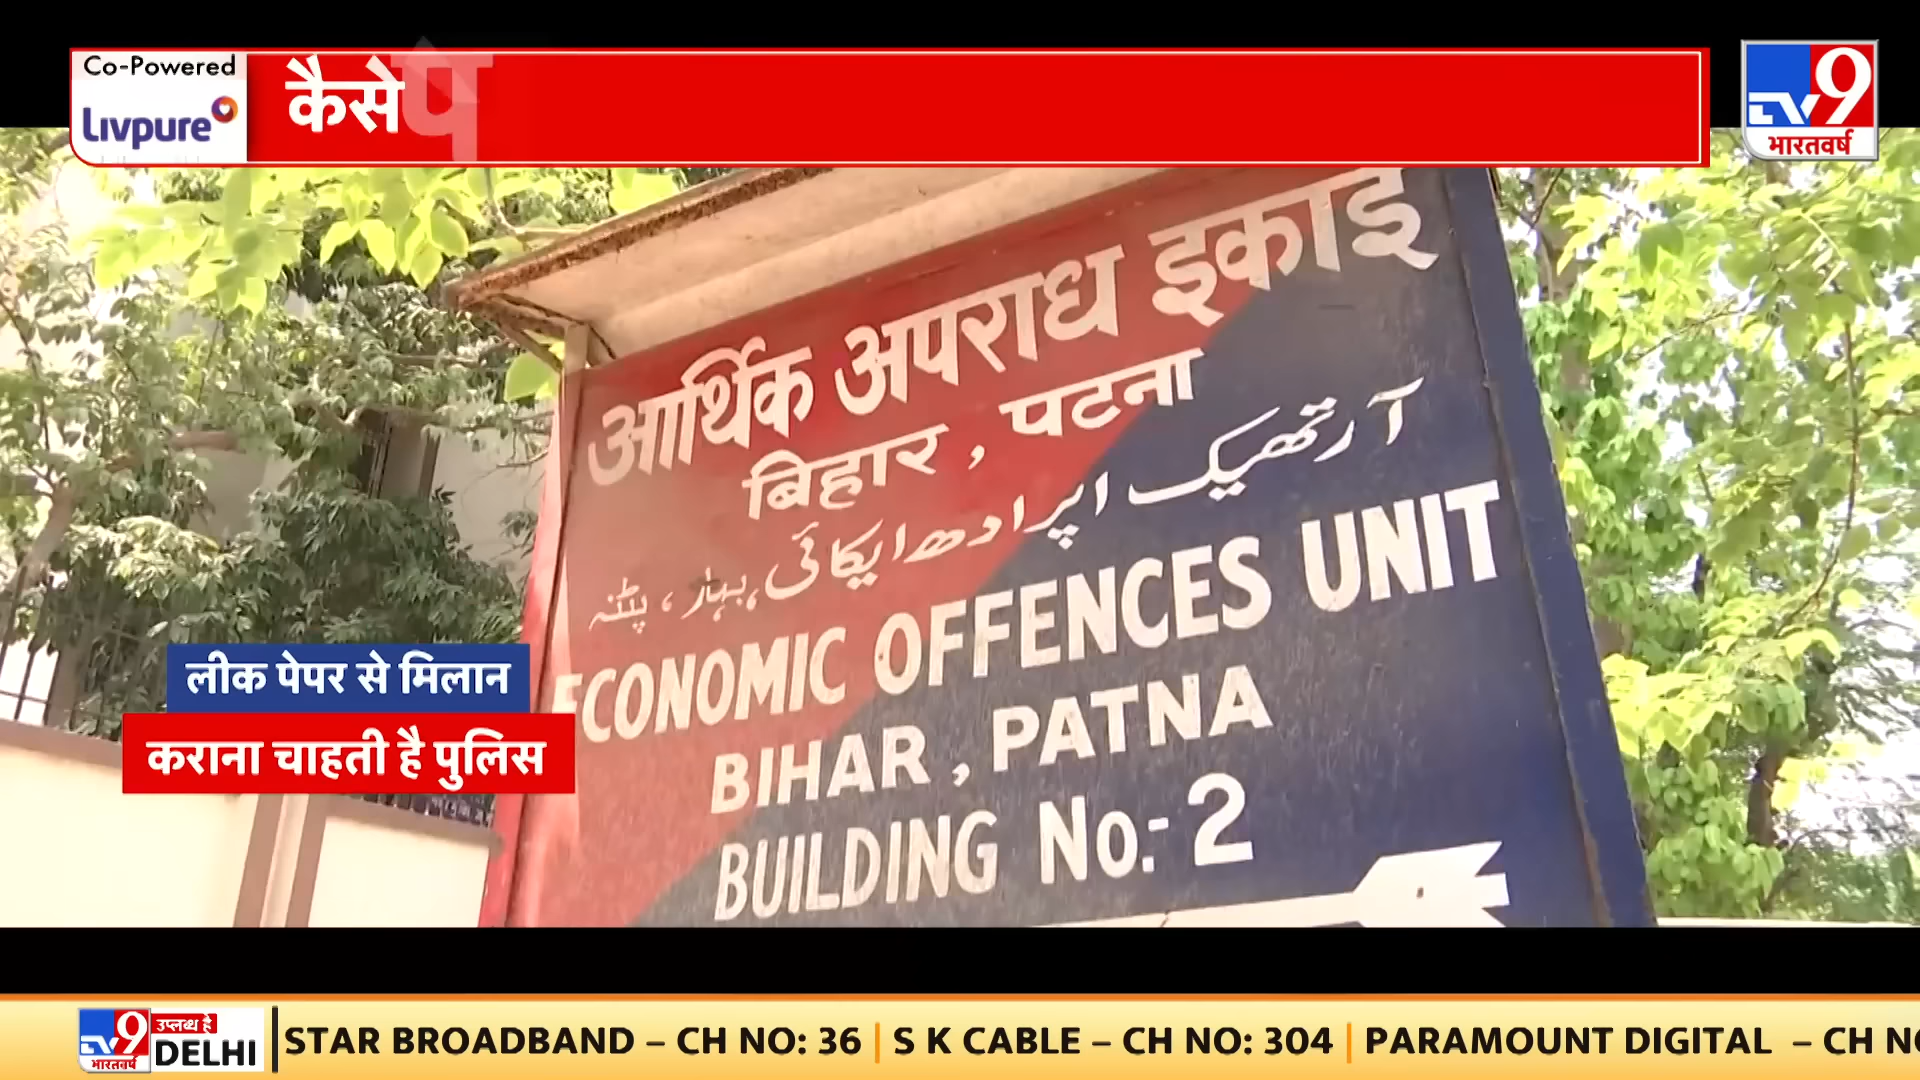 Co-Powered
Livpure
कैसे प
TV9
भारतवर्ष
आर्थिक अपराध इकाई
बिहार, पटना
آرتھیک اپرادھ ایکائی، بہار، پٹنہ
ECONOMIC OFFENCES UNIT
BIHAR, PATNA
BUILDING No:- 2
लीक पेपर से मिलान
कराना चाहती है पुलिस
TV9
भारतवर्ष
उप्लब्ध है
DELHI
STAR BROADBAND – CH NO: 36 | S K CABLE – CH NO: 304 | PARAMOUNT DIGITAL – CH NO